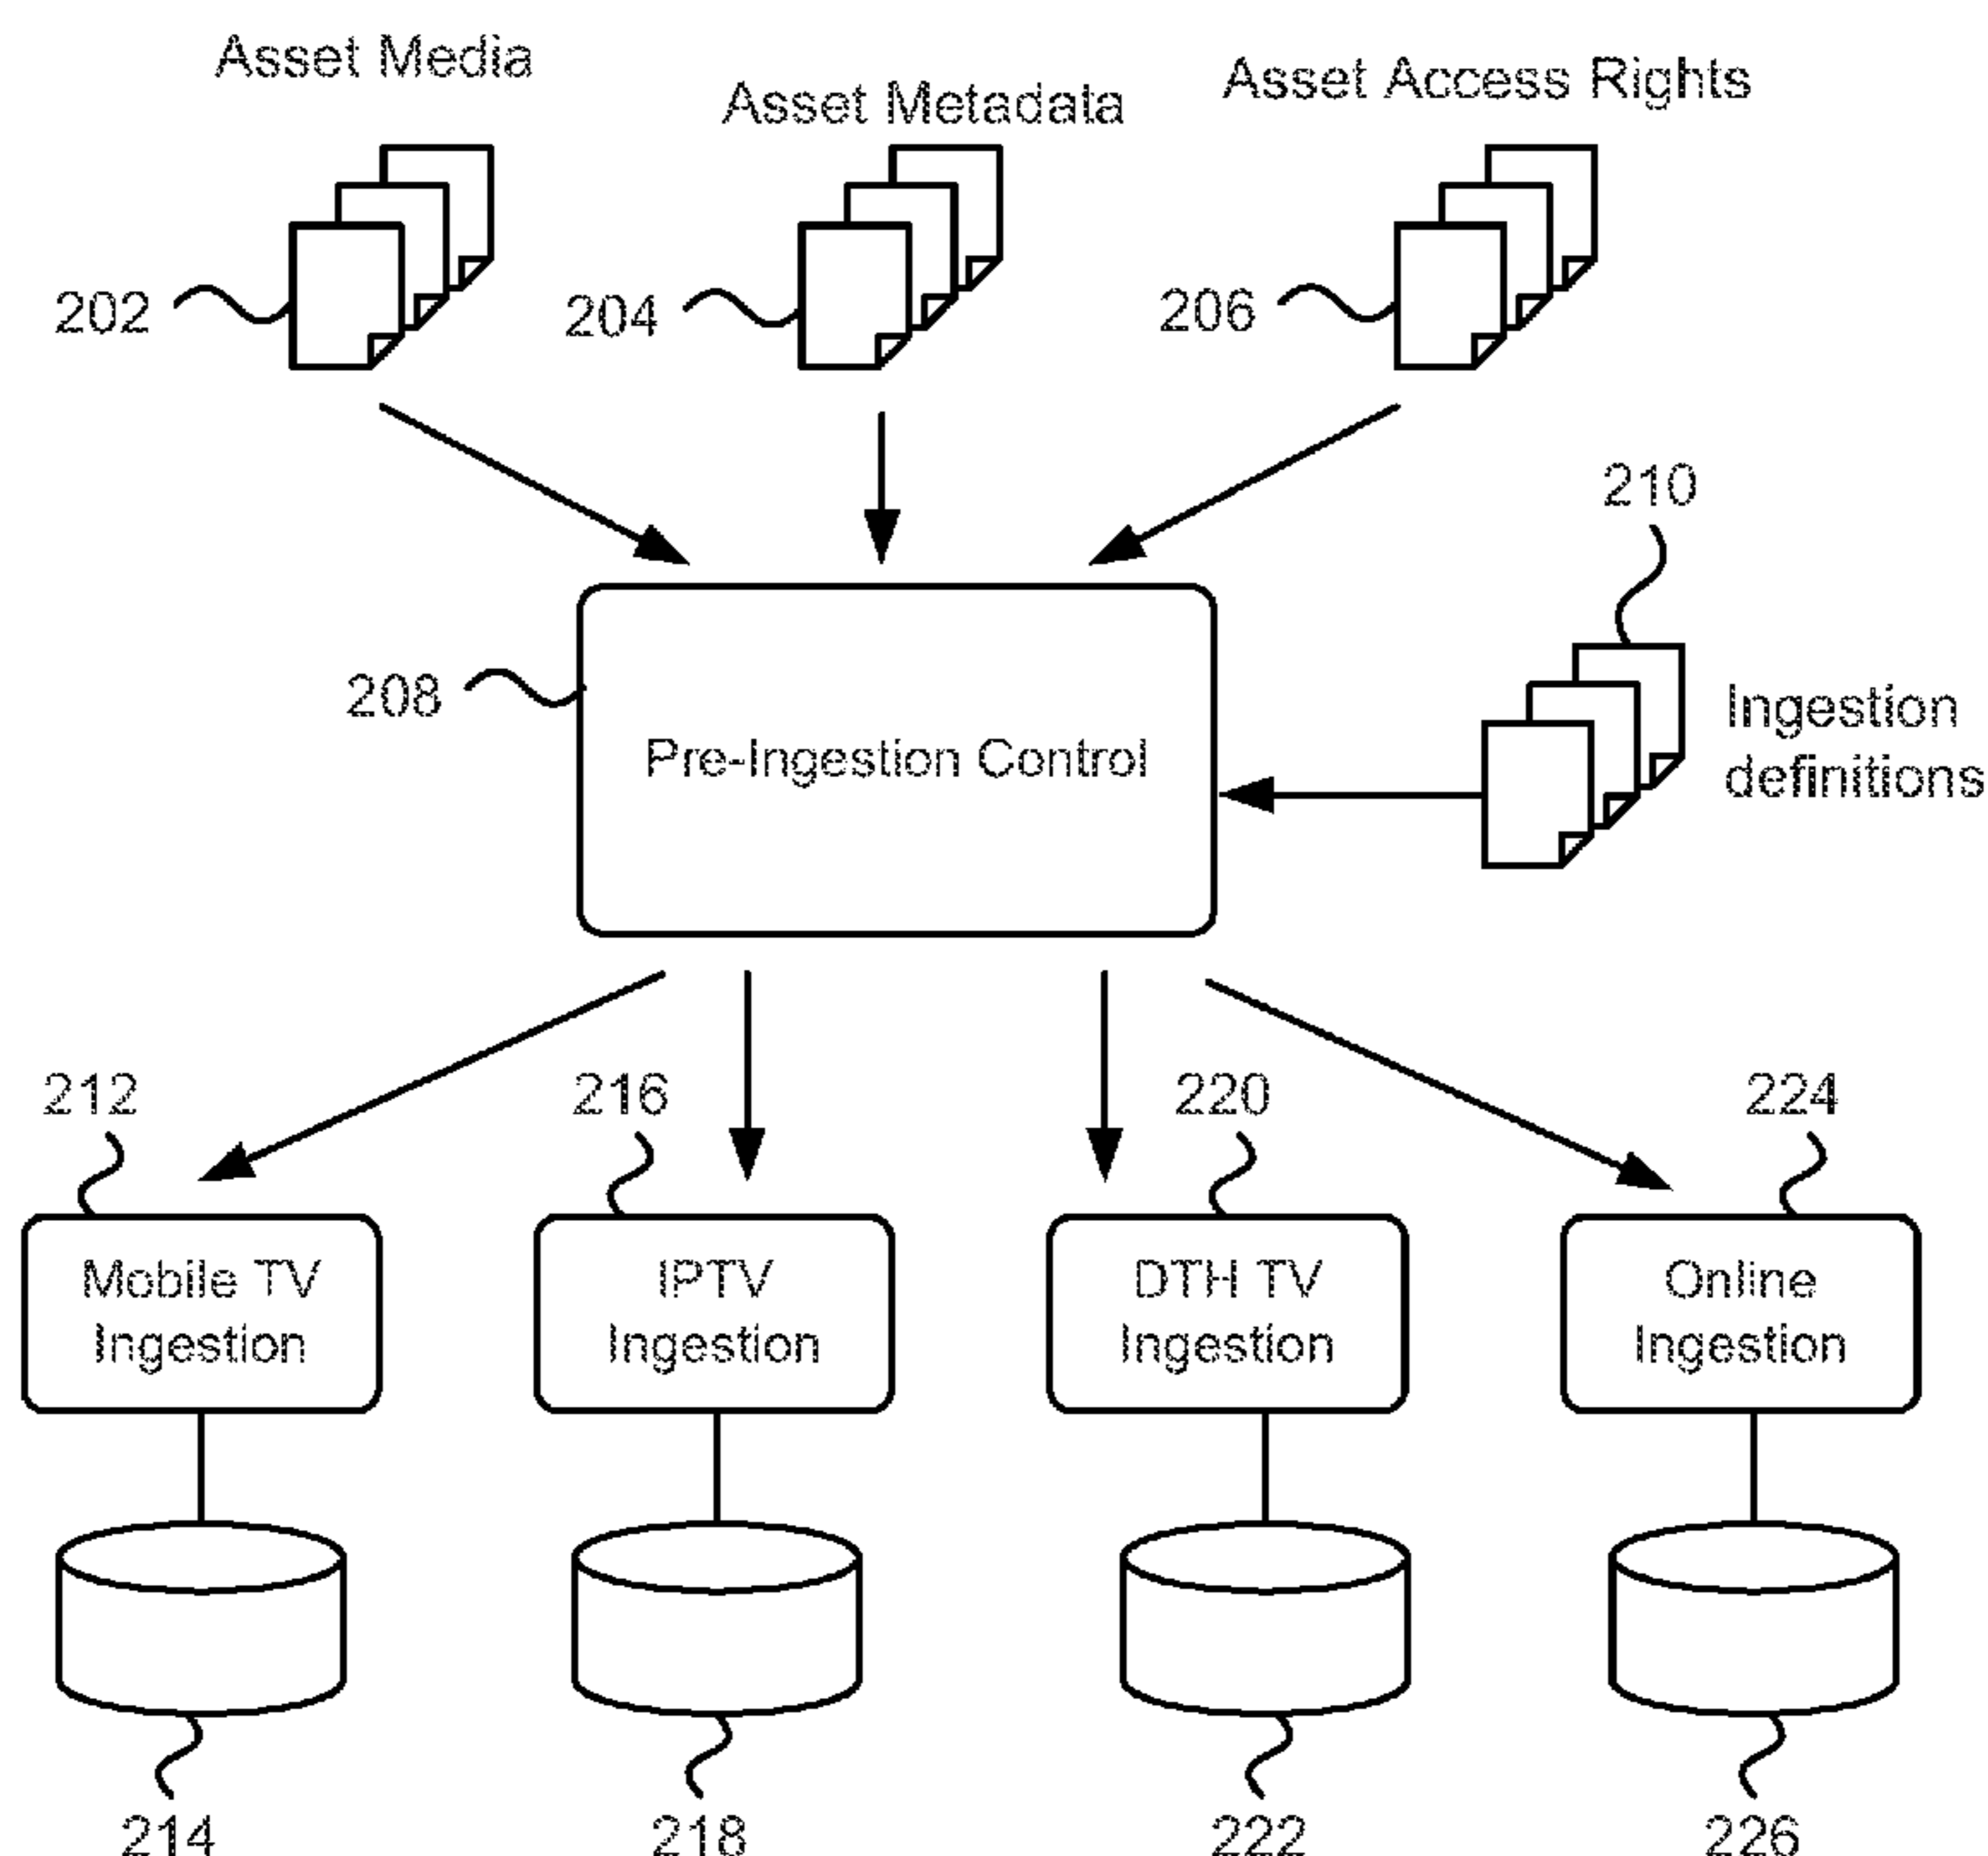 Asset Media
Asset Metadata
Asset Access Rights
202
204
206
210
208
Pre-Ingestion Control
Ingestion
definitions
212
216
220
224
Mobile TV
Ingestion
IPTV
Ingestion
DTH TV
Ingestion
Online
Ingestion
214
218
222
226